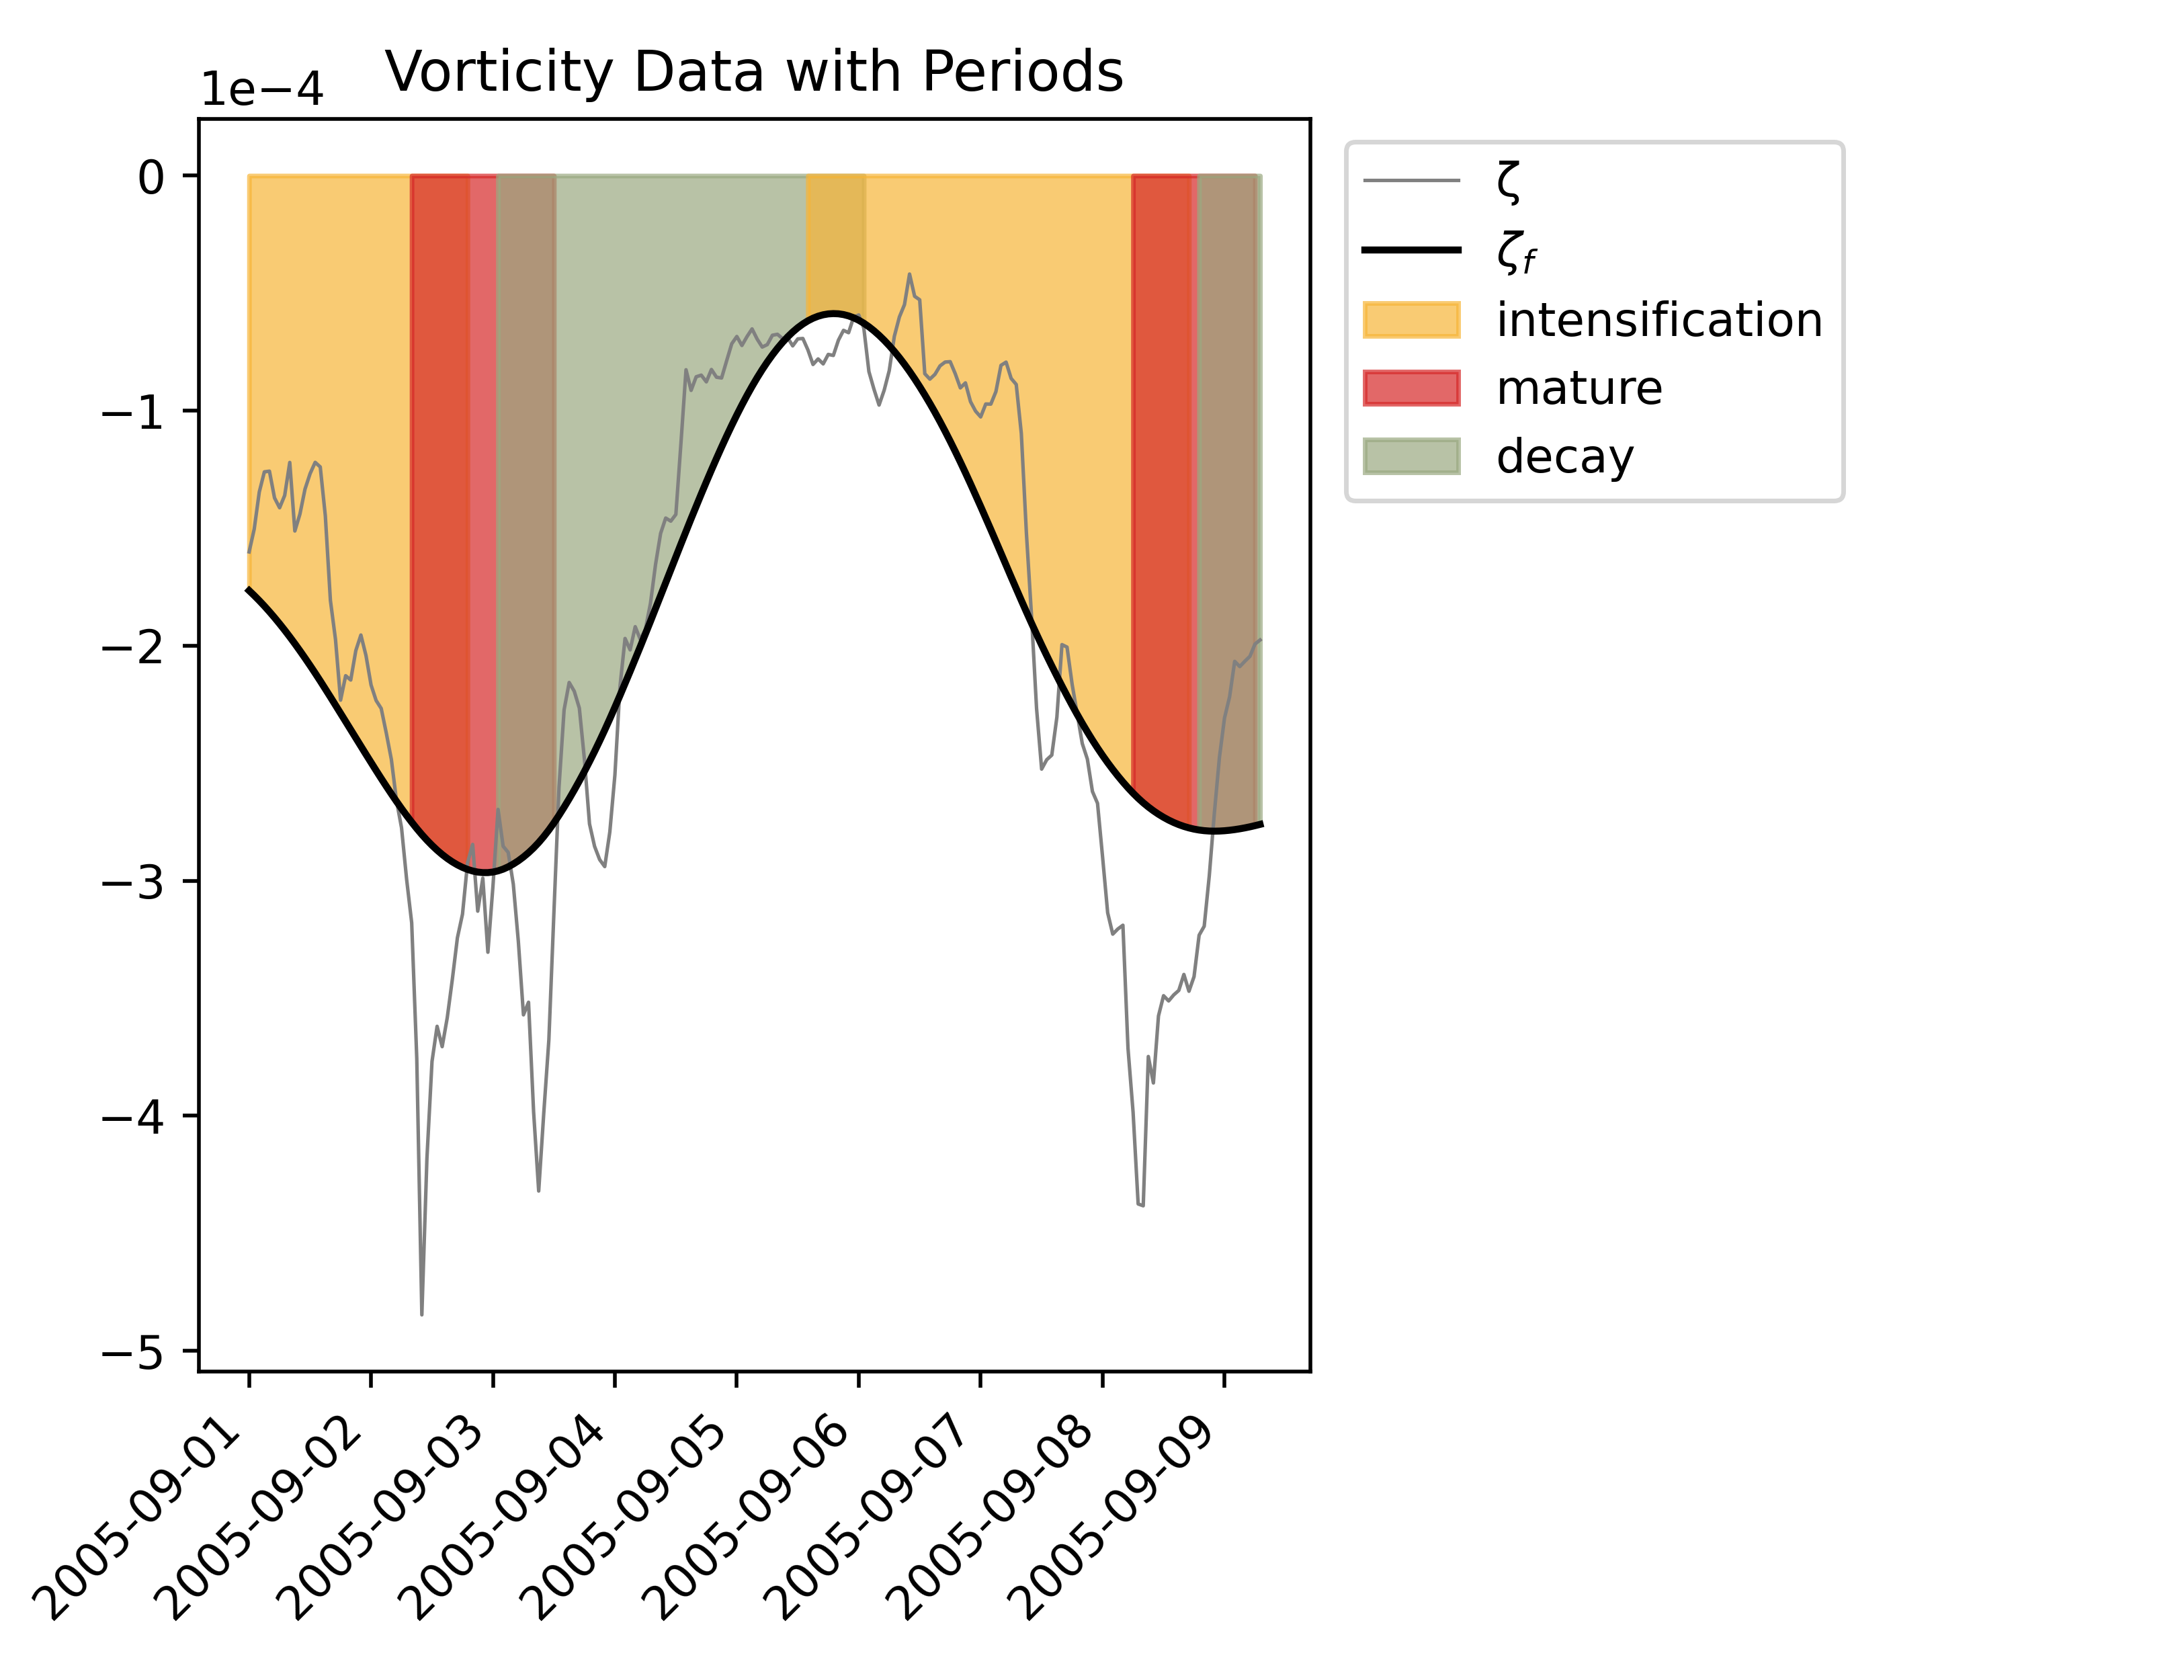 Vorticity Data with Periods
1e−4
0
−1
−2
−3
−4
−5
2005-09-01
2005-09-02
2005-09-03
2005-09-04
2005-09-05
2005-09-06
2005-09-07
2005-09-08
2005-09-09
ζ
ζf
intensification
mature
decay